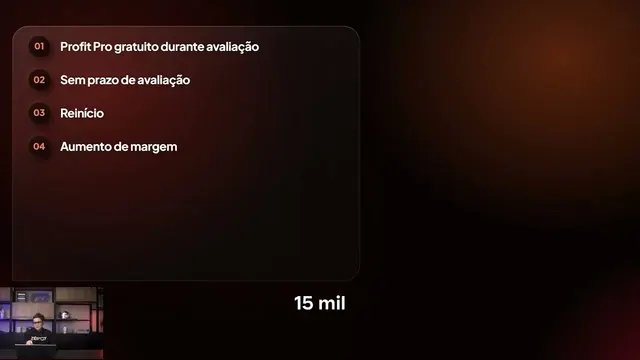 01 Profit Pro gratuito durante avaliação
02 Sem prazo de avaliação
03 Reinício
04 Aumento de margem
15 mil